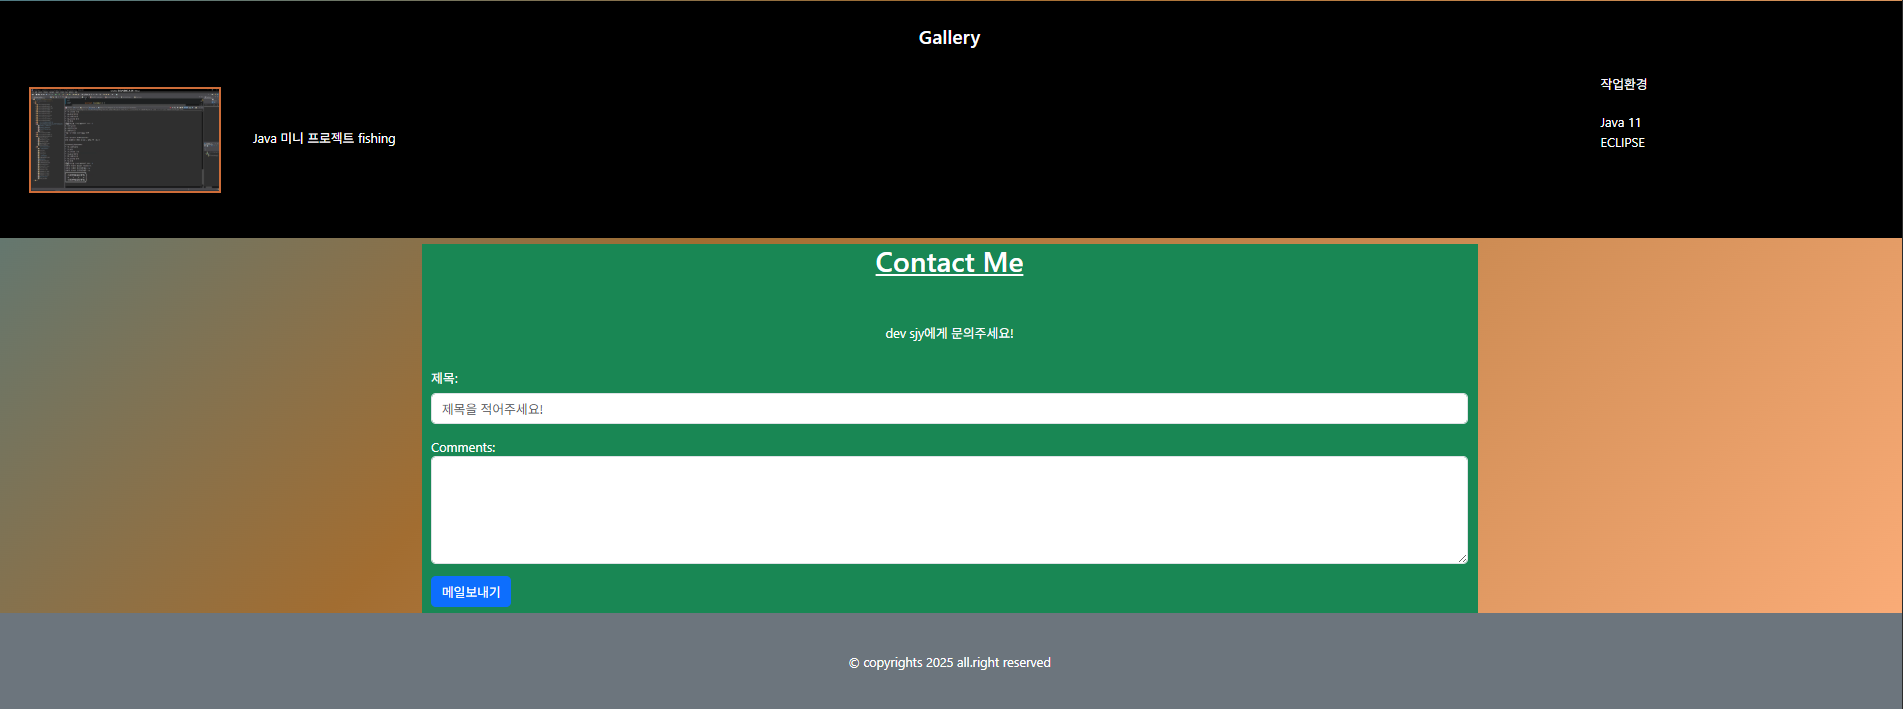 Gallery
작업환경
Java 미니 프로젝트 fishing
Java 11
ECLIPSE
Contact Me
dev sjy에게 문의주세요!
제목:
제목을 적어주세요!
Comments:
메일보내기
© copyrights 2025 all.right reserved